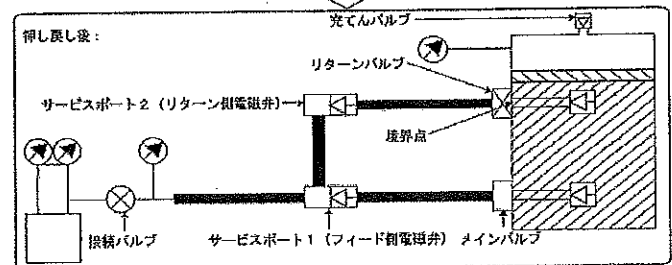 充てんバルブ
押し戻し後：
リターンバルブ
サービスポート2（リターン側電磁弁）
境界点
接続バルブ
サービスポート1（フィード側電磁弁）
メインバルブ